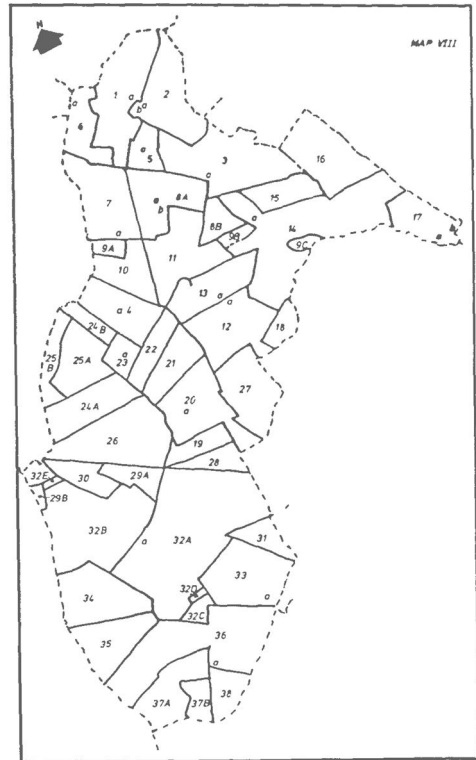 N
MAP VIII
1
a
2
a
b
a
6
a
5
3
a
16
a
b
8A
7
15
17
a
8B
9B
14
b
a
a
9A
9C
11
10
13
a
a
a 4
12
18
24B
22
23
a
21
25A
25B
27
20
a
24A
19
26
28
32E
30
29A
29B
32B
32A
31
a
33
32D
a
34
32C
36
35
a
37A
37B
38